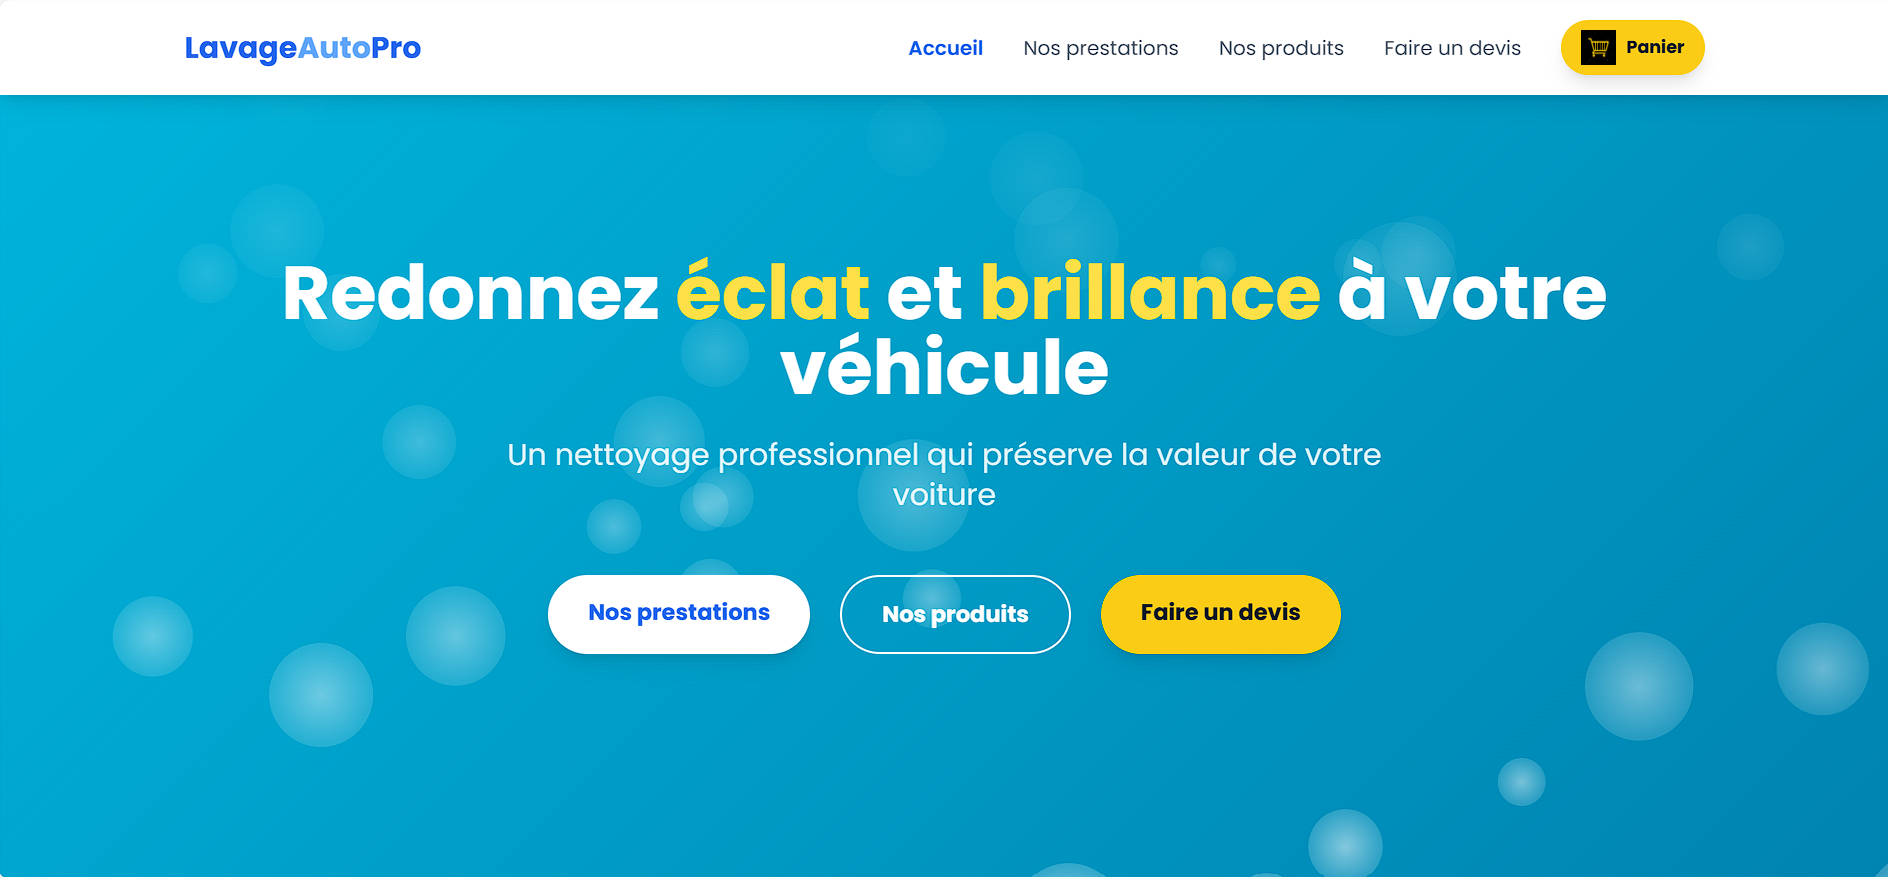 LavageAutoPro
Accueil
Nos prestations
Nos produits
Faire un devis
Panier
Redonnez éclat et brillance à votre
véhicule
Un nettoyage professionnel qui préserve la valeur de votre
voiture
Nos prestations
Nos produits
Faire un devis